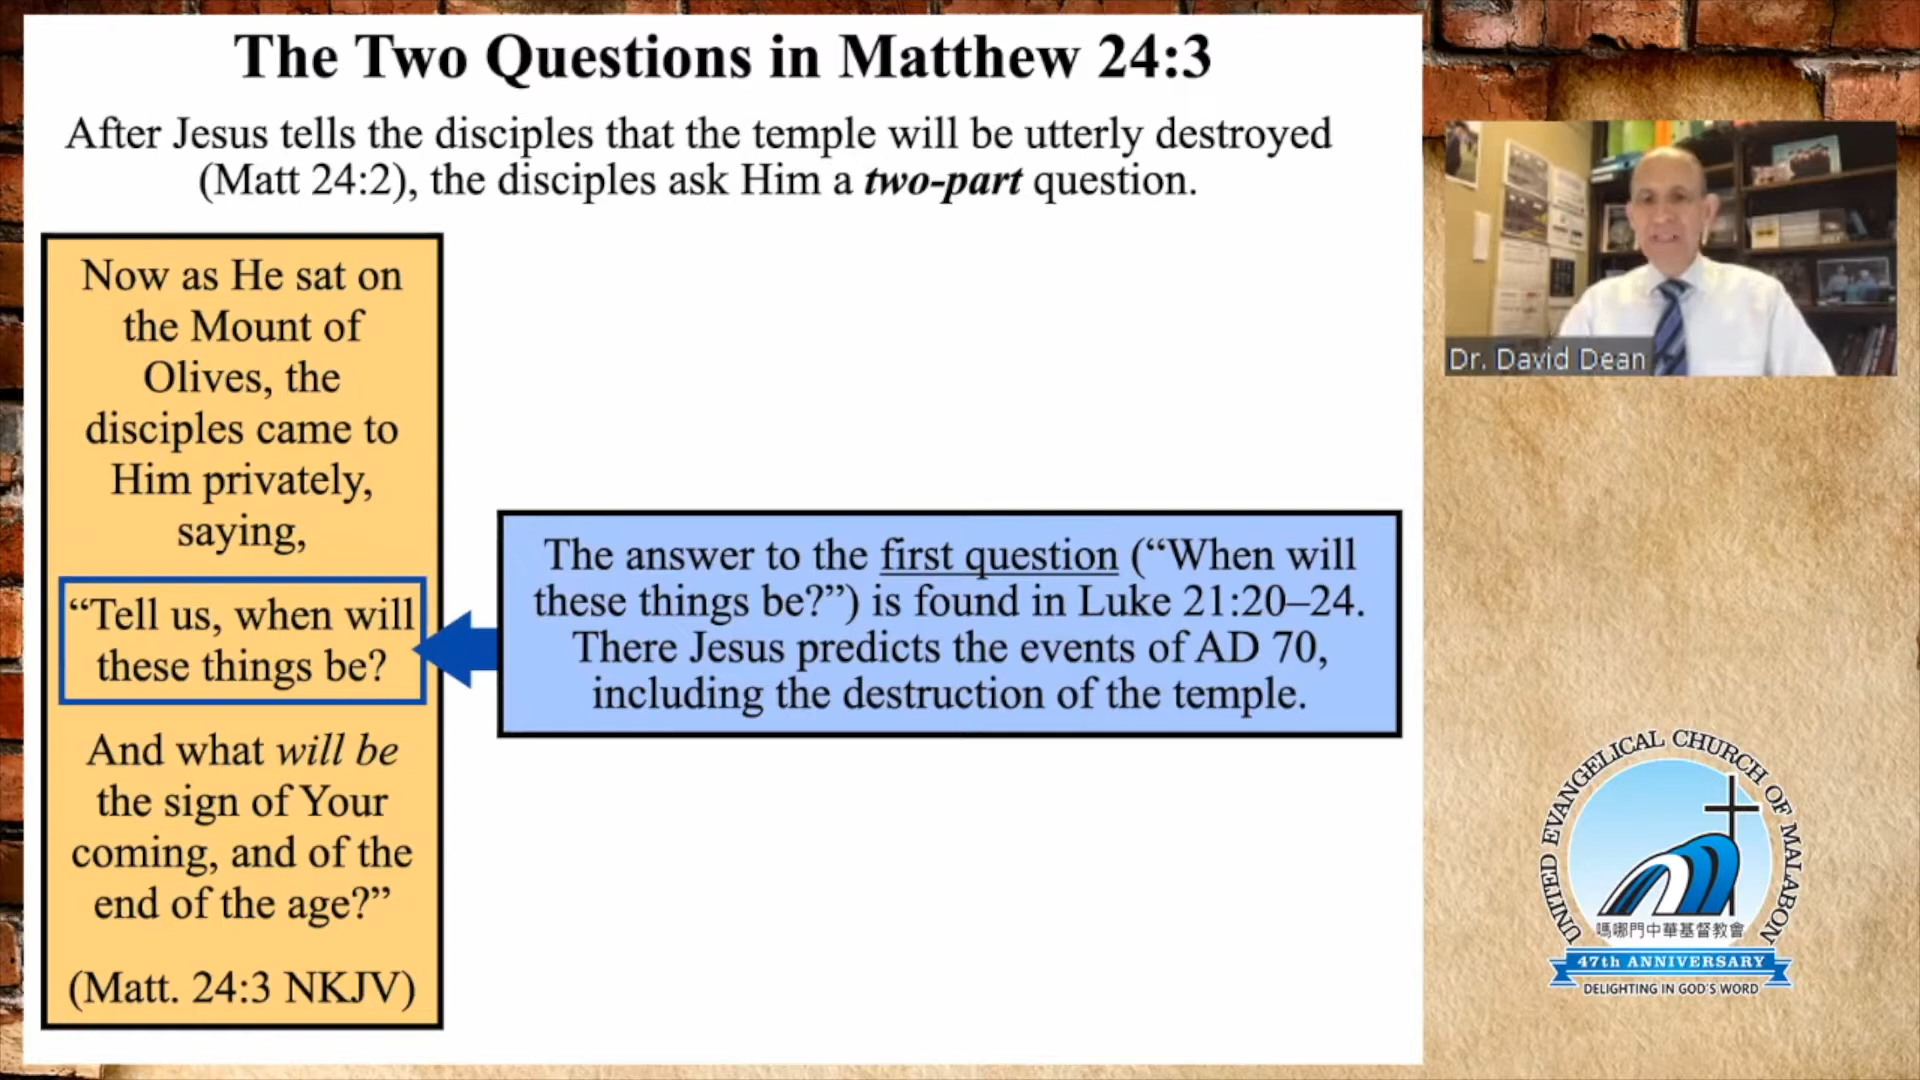 The Two Questions in Matthew 24:3
After Jesus tells the disciples that the temple will be utterly destroyed
(Matt 24:2), the disciples ask Him a two-part question.
Now as He sat on
the Mount of
Olives, the
disciples came to
Him privately,
saying,
“Tell us, when will
these things be?
And what will be
the sign of Your
coming, and of the
end of the age?”
(Matt. 24:3 NKJV)
The answer to the first question (“When will
these things be?”) is found in Luke 21:20–24.
There Jesus predicts the events of AD 70,
including the destruction of the temple.
Dr. David Dean
UNITED EVANGELICAL CHURCH OF MALABON
嗎哪門中華基督教會
47th ANNIVERSARY
DELIGHTING IN GOD'S WORD